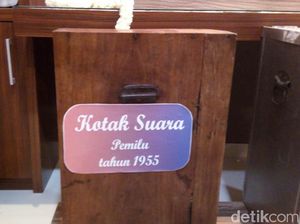 Kotak Suara
Pemilu
tahun 1955
detikcom